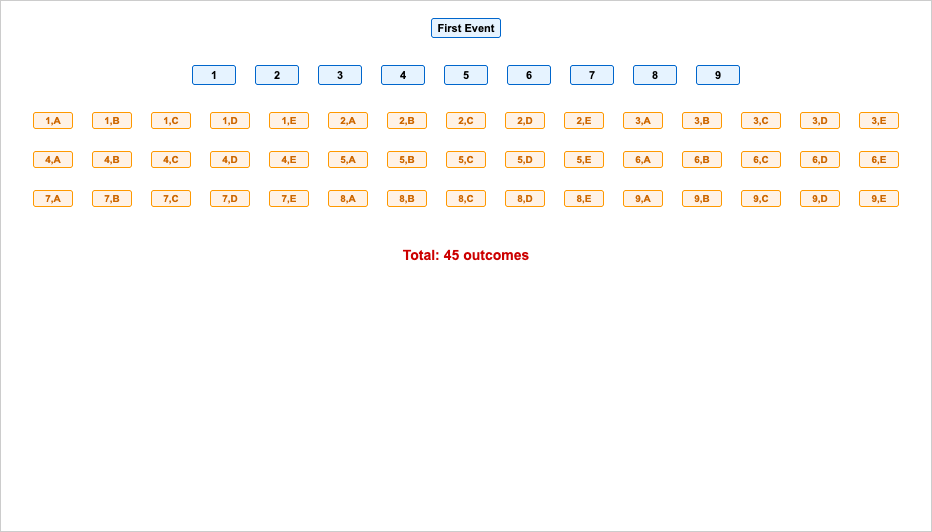 First Event
1 2 3 4 5 6 7 8 9
1,A 1,B 1,C 1,D 1,E 2,A 2,B 2,C 2,D 2,E 3,A 3,B 3,C 3,D 3,E
4,A 4,B 4,C 4,D 4,E 5,A 5,B 5,C 5,D 5,E 6,A 6,B 6,C 6,D 6,E
7,A 7,B 7,C 7,D 7,E 8,A 8,B 8,C 8,D 8,E 9,A 9,B 9,C 9,D 9,E
Total: 45 outcomes